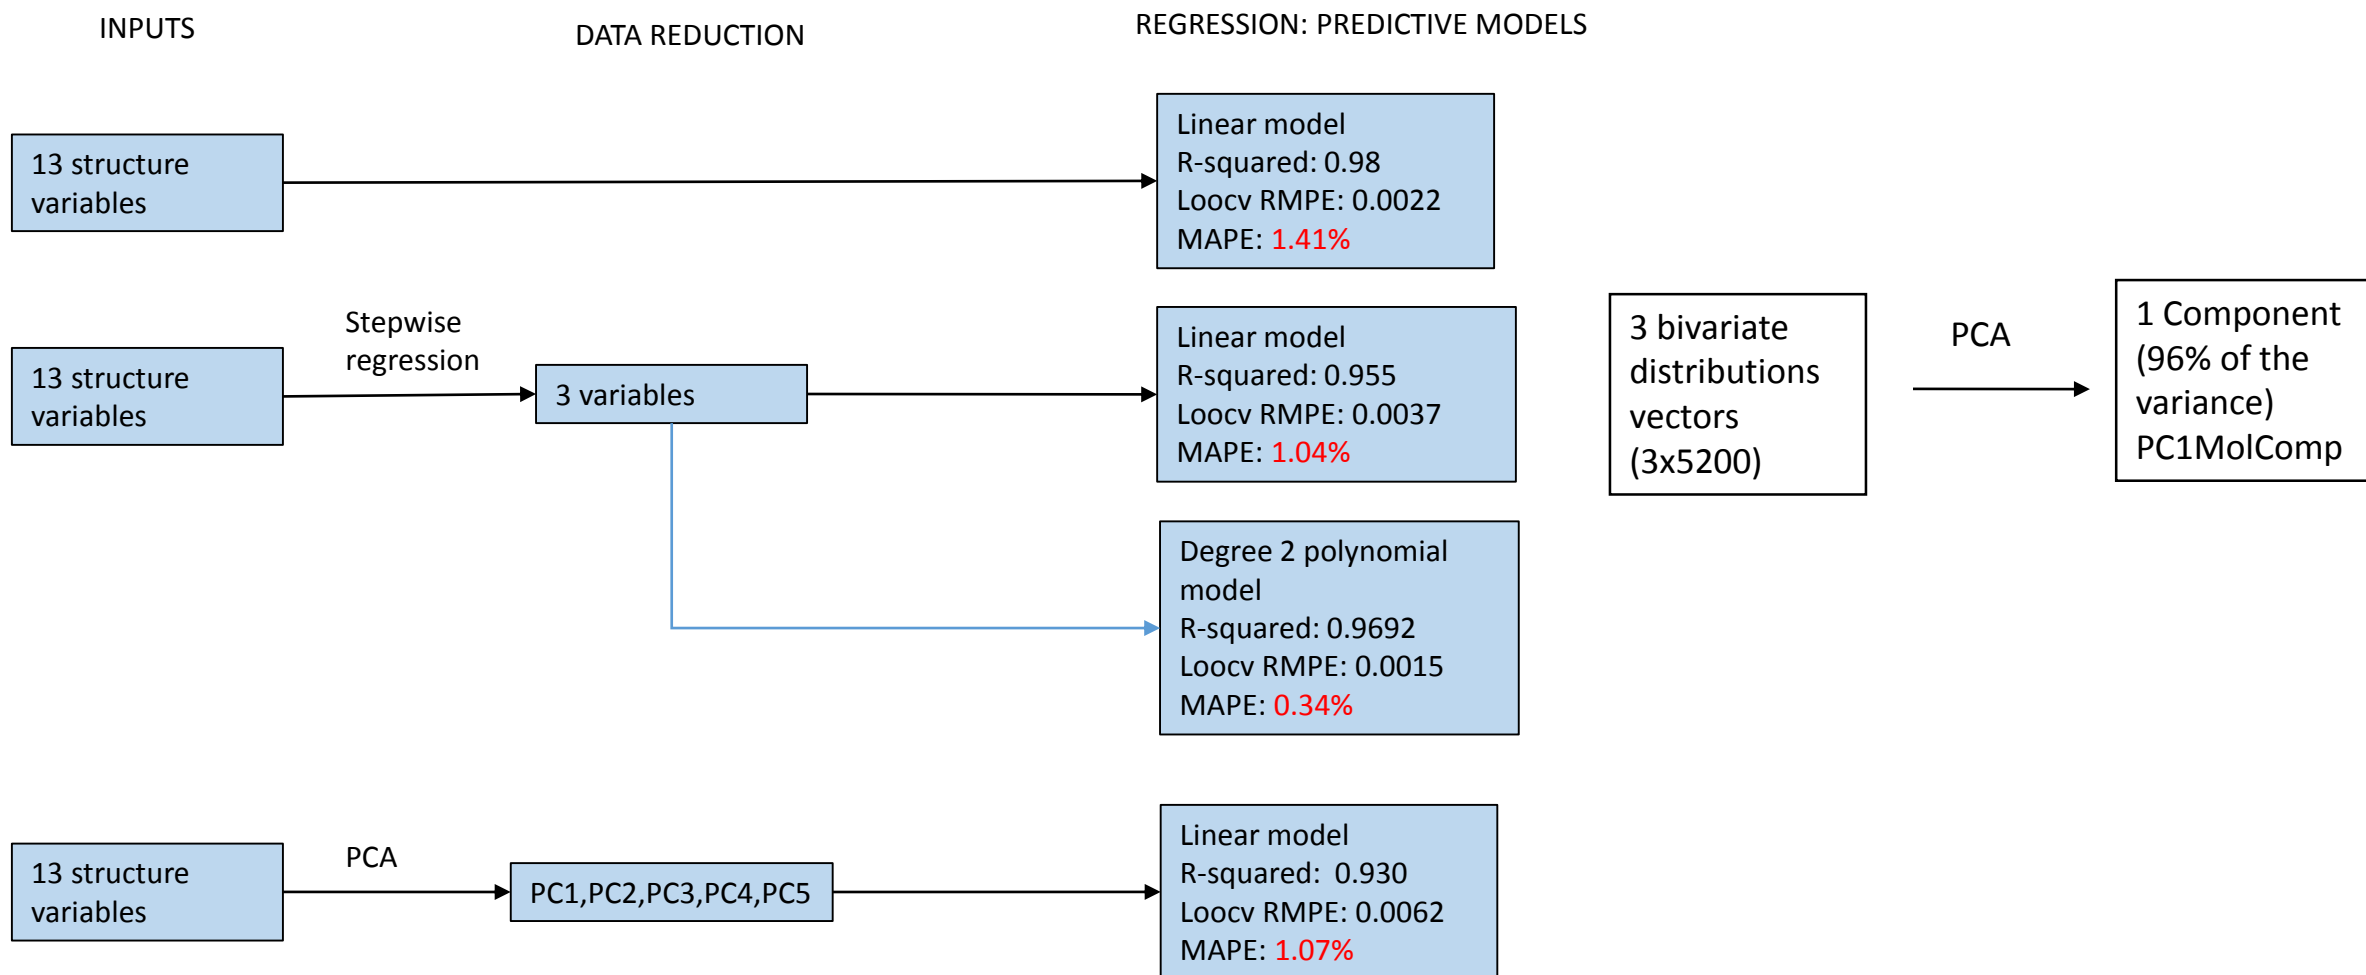 INPUTS
DATA REDUCTION
REGRESSION: PREDICTIVE MODELS
13 structure
variables
Linear model
R-squared: 0.98
Loocv RMPE: 0.0022
MAPE: 1.41%
13 structure
variables
Stepwise
regression
3 variables
Linear model
R-squared: 0.955
Loocv RMPE: 0.0037
MAPE: 1.04%
Degree 2 polynomial
model
R-squared: 0.9692
Loocv RMPE: 0.0015
MAPE: 0.34%
3 bivariate
distributions
vectors
(3x5200)
PCA
1 Component
(96% of the
variance)
PC1MolComp
13 structure
variables
PCA
PC1,PC2,PC3,PC4,PC5
Linear model
R-squared:  0.930
Loocv RMPE: 0.0062
MAPE: 1.07%